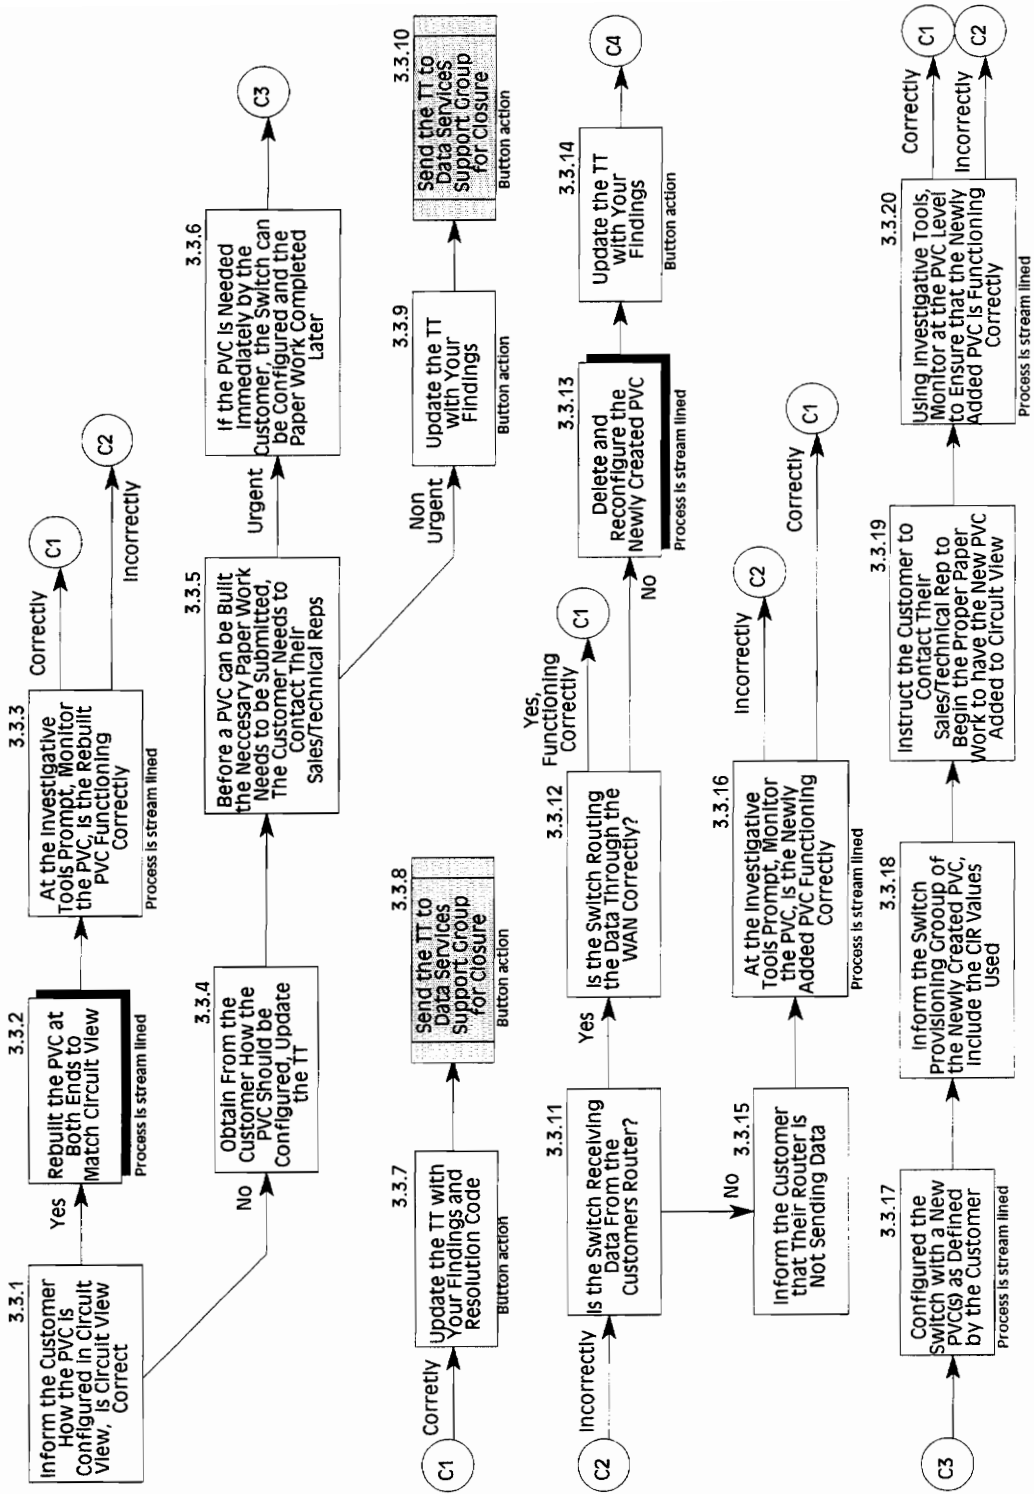 3.3.1
Inform the Customer
How the PVC is
Configured in Circuit
View, is Circuit View
Correct
Yes
No
3.3.2
Rebuilt the PVC at
Both Ends to
Match Circuit View
Process is stream lined
3.3.3
At the Investigative
Tools Prompt, Monitor
the PVC, is the Rebuilt
PVC Functioning
Correctly
Process is stream lined
Correctly
C1
Incorrectly
C2
3.3.4
Obtain From the
Customer How the
PVC Should be
Configured, Update
the TT
3.3.5
Before a PVC can be Built
the Neccesary Paper Work
Needs to be Submitted,
The Customer Needs to
Contact Their
Sales/Technical Reps
Urgent
Non
Urgent
3.3.6
If the PVC is Needed
Immediately by the
Customer, the Switch can
be Configured and the
Paper Work Completed
Later
C3
3.3.9
Update the TT
with Your
Findings
Button action
3.3.10
Send the TT to
Data Services
Support Group
for Closure
Button action
C1
Corretly
3.3.7
Update the TT with
Your Findings and
Resolution Code
Button action
3.3.8
Send the TT to
Data Services
Support Group
for Closure
Button action
C2
Incorrectly
3.3.11
Is the Switch Receiving
Data From the
Customers Router?
Yes
No
3.3.12
Is the Switch Routing
the Data Through the
WAN Correctly?
Yes,
Functioning
Correctly
C1
No
3.3.13
Delete and
Reconfigure the
Newly Created PVC
Process is stream lined
3.3.14
Update the TT
with Your
Findings
Button action
C4
3.3.15
Inform the Customer
that Their Router is
Not Sending Data
3.3.16
At the Investigative
Tools Prompt, Monitor
the PVC, is the Newly
Added PVC Functioning
Correctly
Process is stream lined
Incorrectly
C2
Correctly
C1
C3
3.3.17
Configured the
Switch with a New
PVC(s) as Defined
by the Customer
Process is stream lined
3.3.18
Inform the Switch
Provisioning Grooup of
the Newly Created PVC,
Include the CIR Values
Used
3.3.19
Instruct the Customer to
Contact Their
Sales/Technical Rep to
Begin the Proper Paper
Work to have the New PVC
Added to Circuit View
3.3.20
Using Investigative Tools,
Monitor at the PVC Level
to Ensure that the Newly
Added PVC is Functioning
Correctly
Process is stream lined
Correctly
C1
Incorrectly
C2